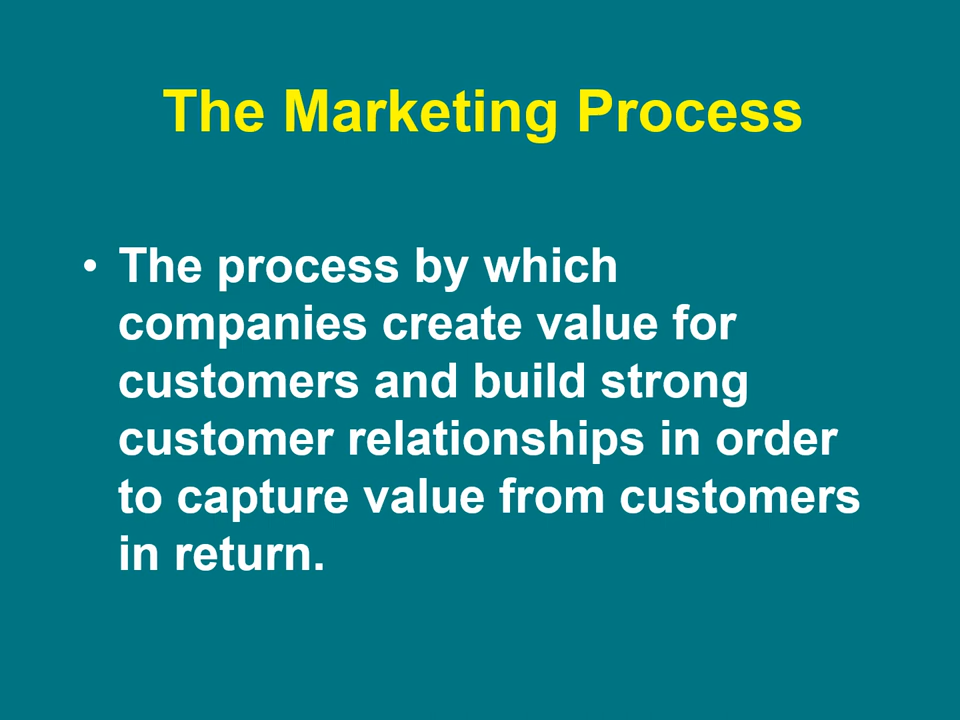 The Marketing Process
• The process by which
companies create value for
customers and build strong
customer relationships in order
to capture value from customers
in return.